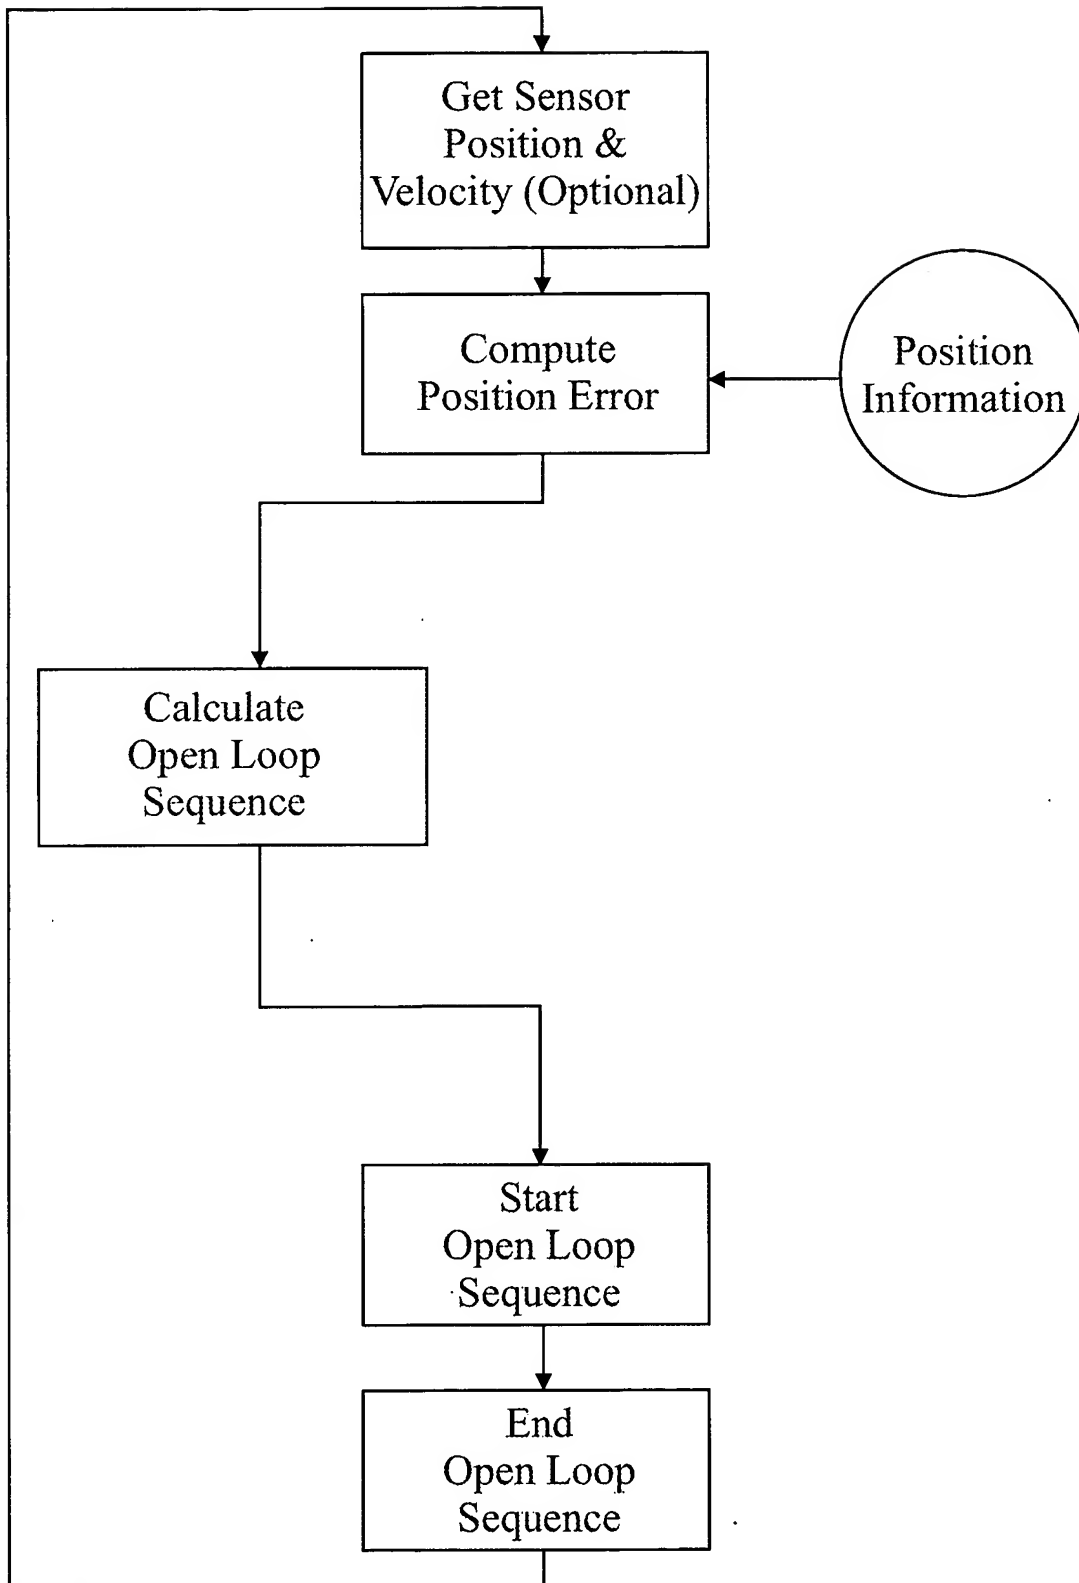 Get Sensor
Position &
Velocity (Optional)
Compute
Position Error
Position
Information
Calculate
Open Loop
Sequence
Start
Open Loop
Sequence
End
Open Loop
Sequence